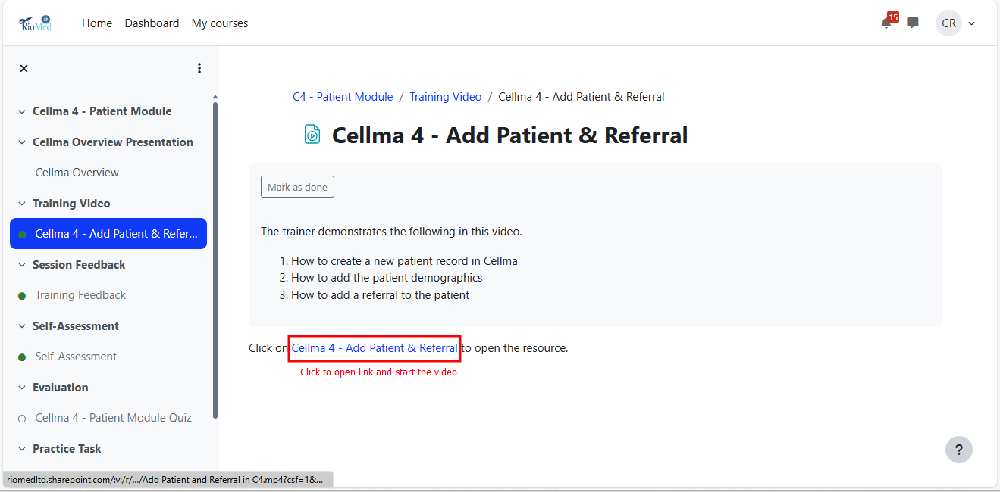 RioMed
25
Home
Dashboard
My courses
15
CR
Cellma 4 - Patient Module
Cellma Overview Presentation
Cellma Overview
Training Video
Cellma 4 - Add Patient & Refer...
Session Feedback
Training Feedback
Self-Assessment
Self-Assessment
Evaluation
Cellma 4 - Patient Module Quiz
Practice Task
C4 - Patient Module / Training Video / Cellma 4 - Add Patient & Referral
Cellma 4 - Add Patient & Referral
Mark as done
The trainer demonstrates the following in this video.
1. How to create a new patient record in Cellma
2. How to add the patient demographics
3. How to add a referral to the patient
Click on Cellma 4 - Add Patient & Referral to open the resource.
Click to open link and start the video
?
riomedltd.sharepoint.com/:v:/r/.../Add Patient and Referral in C4.mp4?csf=1&...